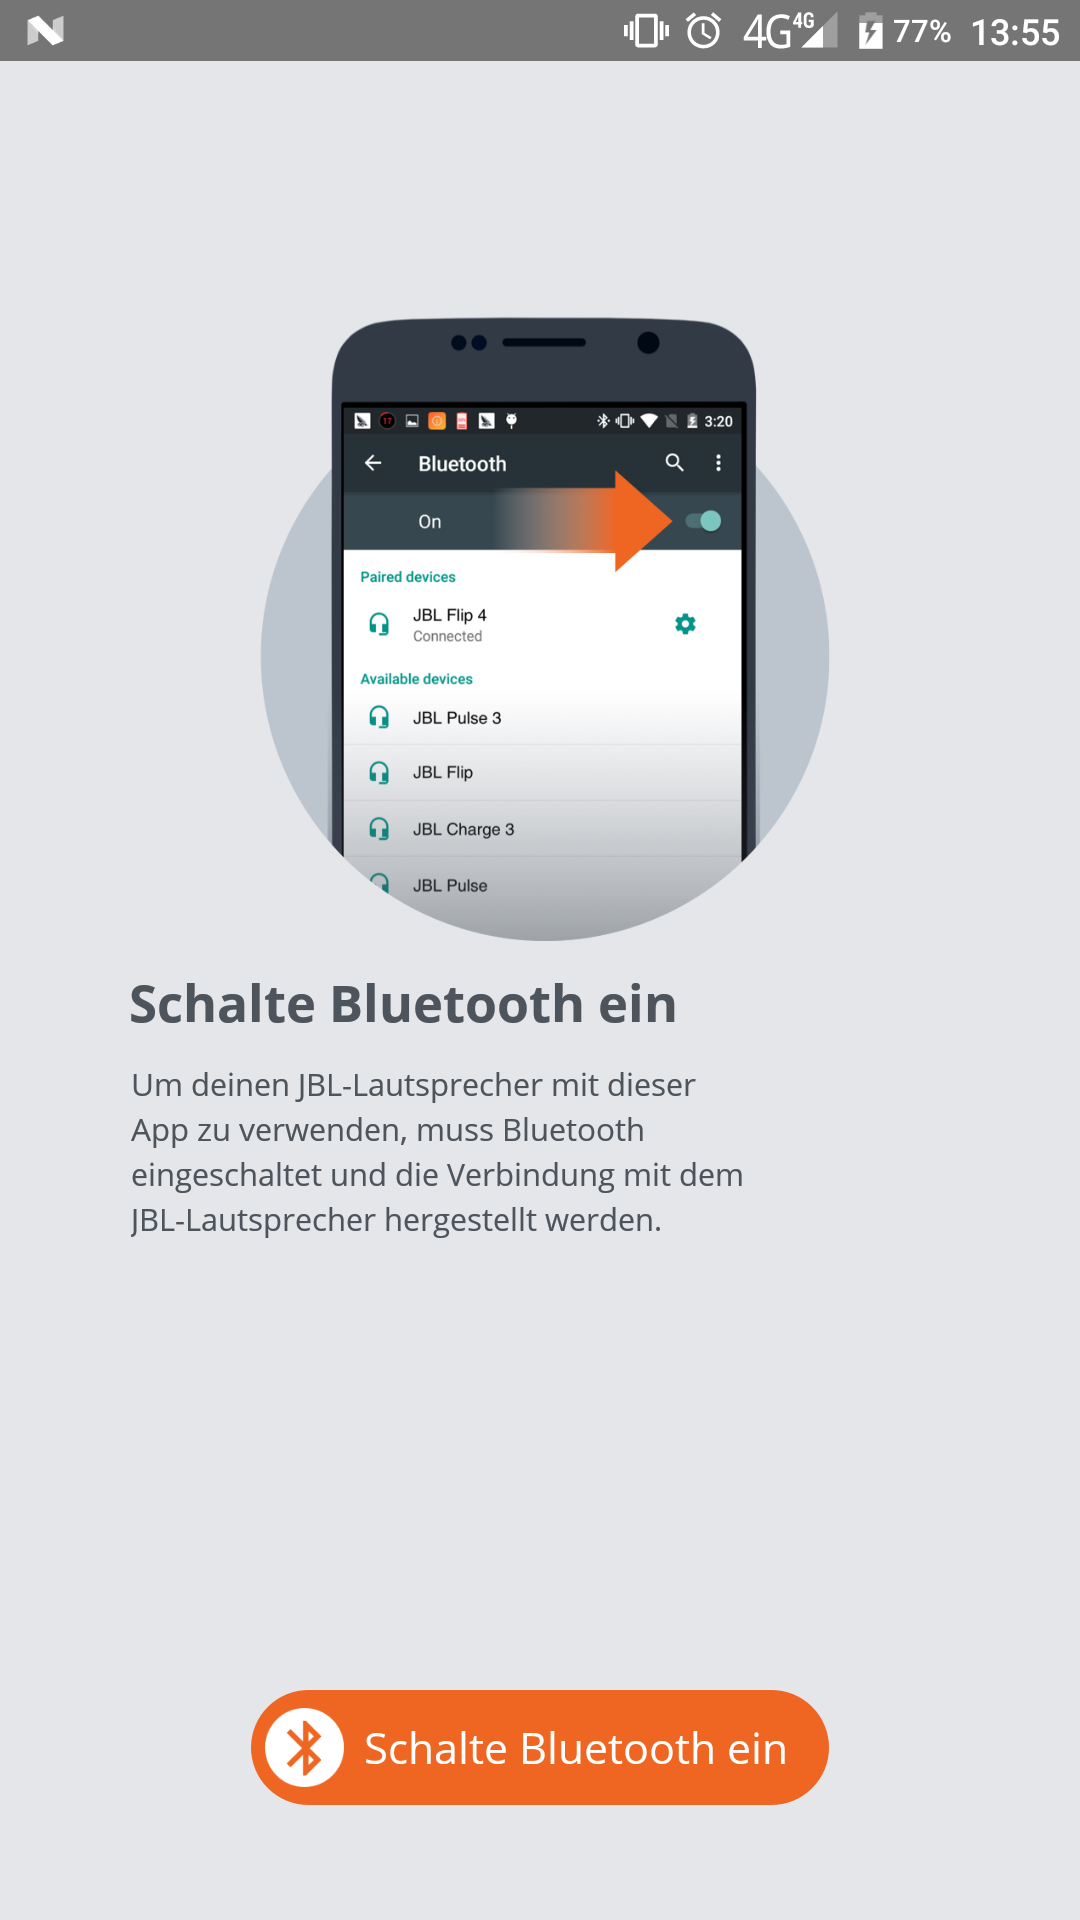 4G 4G 77% 13:55
17 3:20
Bluetooth
On
Paired devices
JBL Flip 4
Connected
Available devices
JBL Pulse 3
JBL Flip
JBL Charge 3
JBL Pulse
Schalte Bluetooth ein
Um deinen JBL-Lautsprecher mit dieser
App zu verwenden, muss Bluetooth
eingeschaltet und die Verbindung mit dem
JBL-Lautsprecher hergestellt werden.
Schalte Bluetooth ein